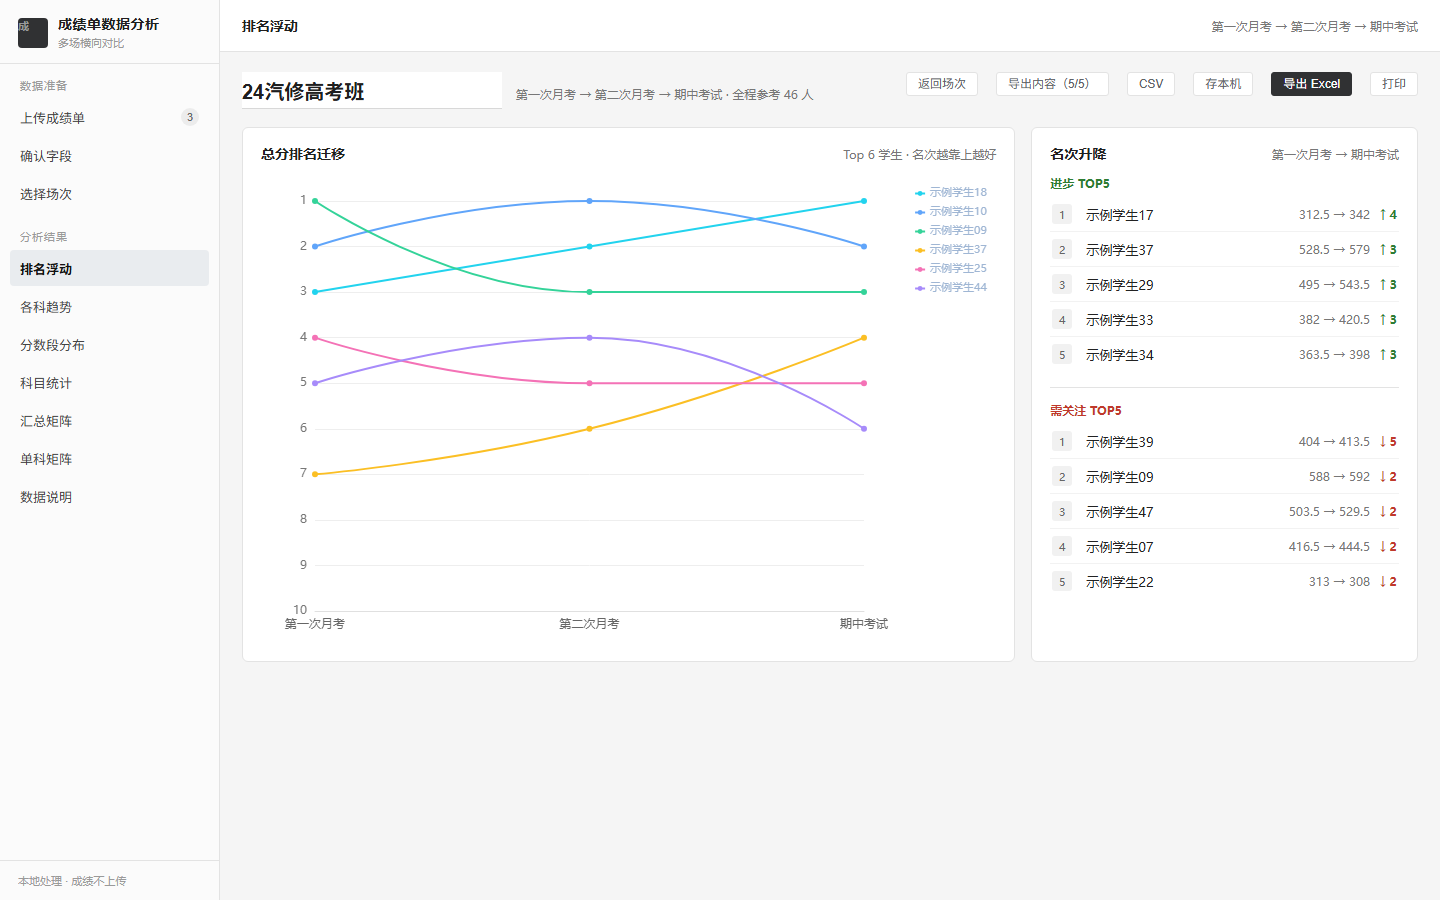 成
成绩单数据分析
多场横向对比
数据准备
上传成绩单 3
确认字段
选择场次
分析结果
排名浮动
各科趋势
分数段分布
科目统计
汇总矩阵
单科矩阵
数据说明
本地处理 · 成绩不上传
排名浮动
第一次月考 → 第二次月考 → 期中考试
24汽修高考班
第一次月考 → 第二次月考 → 期中考试 · 全程参考 46 人
返回场次
导出内容（5/5）
CSV
存本机
导出 Excel
打印
总分排名迁移
Top 6 学生 · 名次越靠上越好
1
2
3
4
5
6
7
8
9
10
第一次月考
第二次月考
期中考试
示例学生18
示例学生10
示例学生09
示例学生37
示例学生25
示例学生44
名次升降
第一次月考 → 期中考试
进步 TOP5
1 示例学生17 312.5 → 342 ↑ 4
2 示例学生37 528.5 → 579 ↑ 3
3 示例学生29 495 → 543.5 ↑ 3
4 示例学生33 382 → 420.5 ↑ 3
5 示例学生34 363.5 → 398 ↑ 3
需关注 TOP5
1 示例学生39 404 → 413.5 ↓ 5
2 示例学生09 588 → 592 ↓ 2
3 示例学生47 503.5 → 529.5 ↓ 2
4 示例学生07 416.5 → 444.5 ↓ 2
5 示例学生22 313 → 308 ↓ 2